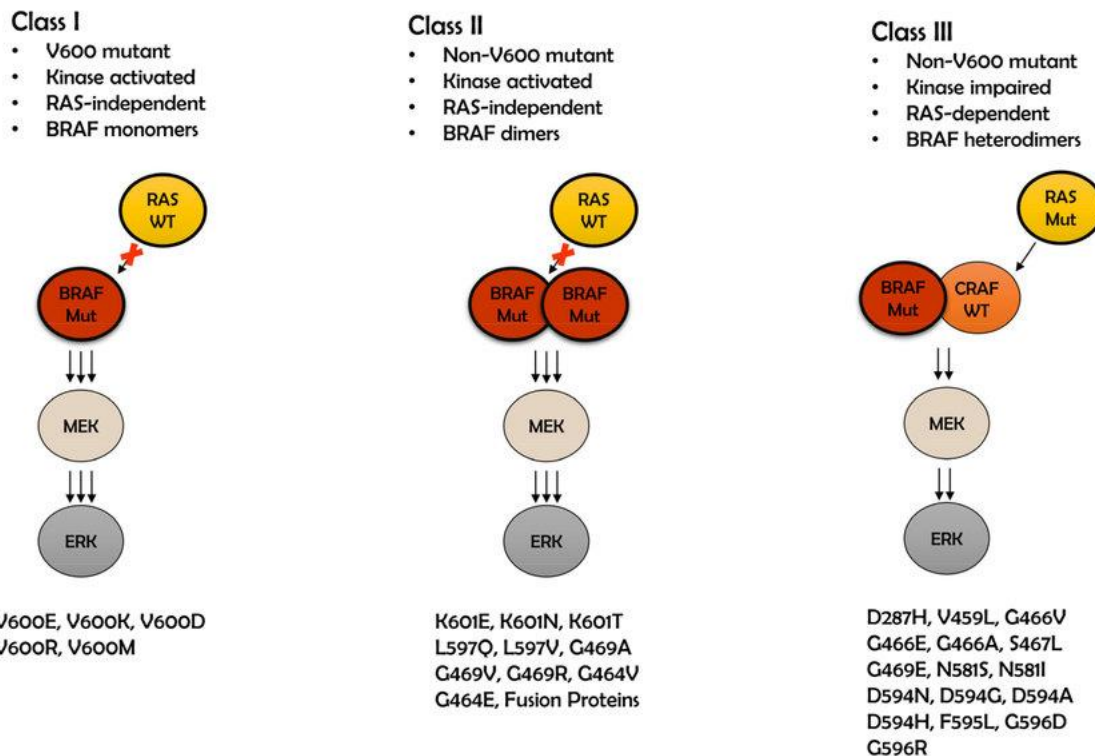 Class I
• V600 mutant
• Kinase activated
• RAS-independent
• BRAF monomers
RAS
WT
BRAF
Mut
MEK
ERK
V600E, V600K, V600D
V600R, V600M
Class II
• Non-V600 mutant
• Kinase activated
• RAS-independent
• BRAF dimers
RAS
WT
BRAF
Mut
BRAF
Mut
MEK
ERK
K601E, K601N, K601T
L597Q, L597V, G469A
G469V, G469R, G464V
G464E, Fusion Proteins
Class III
• Non-V600 mutant
• Kinase impaired
• RAS-dependent
• BRAF heterodimers
RAS
Mut
BRAF
Mut
CRAF
WT
MEK
ERK
D287H, V459L, G466V
G466E, G466A, S467L
G469E, N581S, N581I
D594N, D594G, D594A
D594H, F595L, G596D
G596R